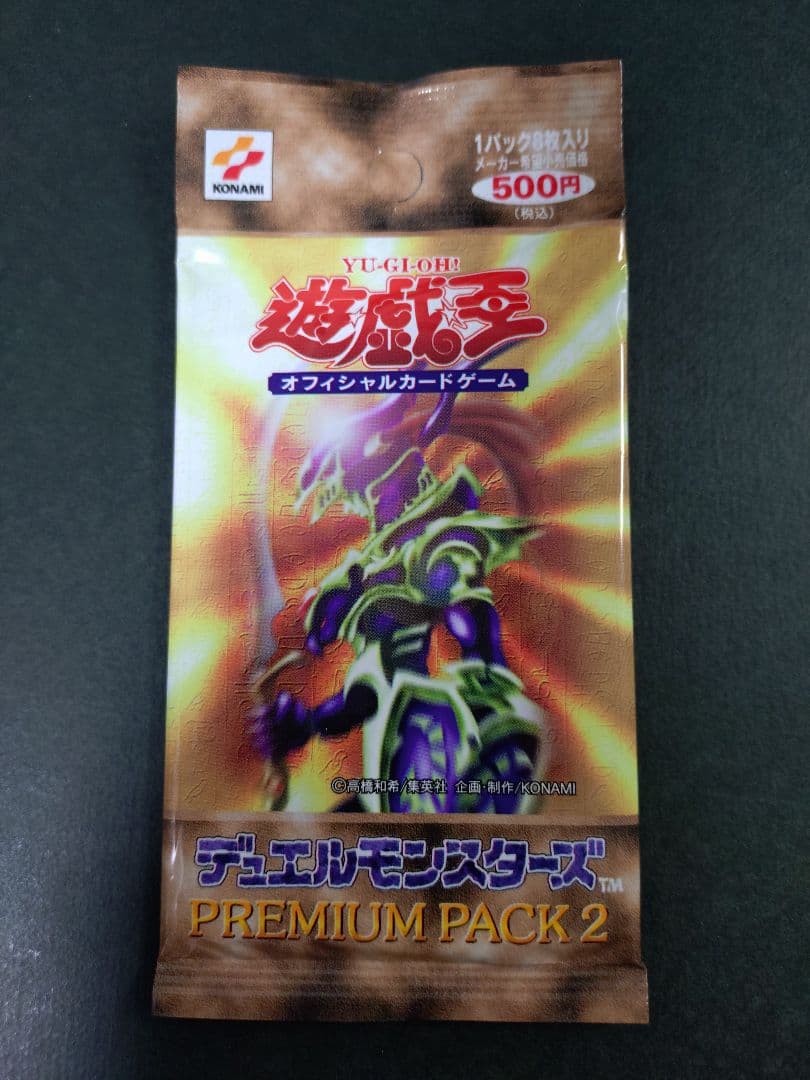 KONAMI
1パック8枚入り
メーカー希望小売価格
500円
(税込)
YU-GI-OH!
遊戯王
オフィシャルカードゲーム
©高橋和希/集英社 企画・制作/KONAMI
デュエルモンスターズTM
PREMIUM PACK 2